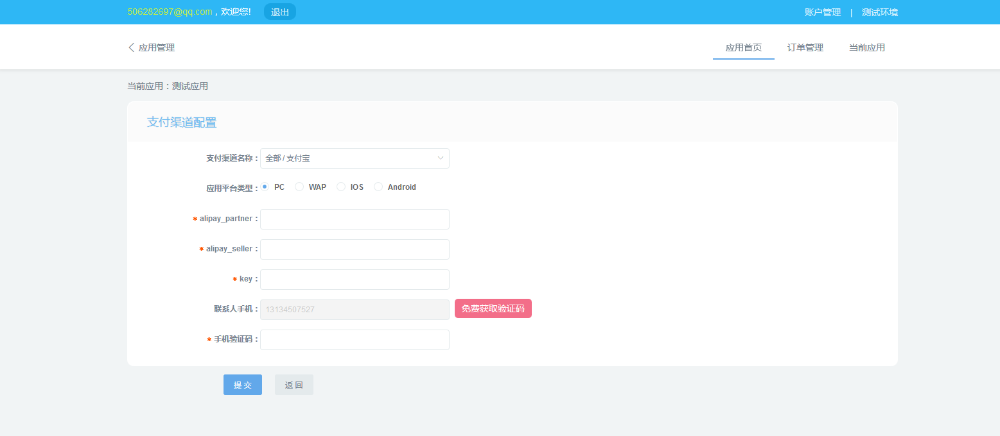 506282697@qq.com，欢迎您! 退出 账户管理 | 测试环境
应用管理 应用首页 订单管理 当前应用
当前应用：测试应用
支付渠道配置
支付渠道名称： 全部 / 支付宝
应用平台类型： PC WAP IOS Android
* alipay_partner：
* alipay_seller：
* key：
联系人手机： 13134507527 免费获取验证码
* 手机验证码：
提 交 返 回